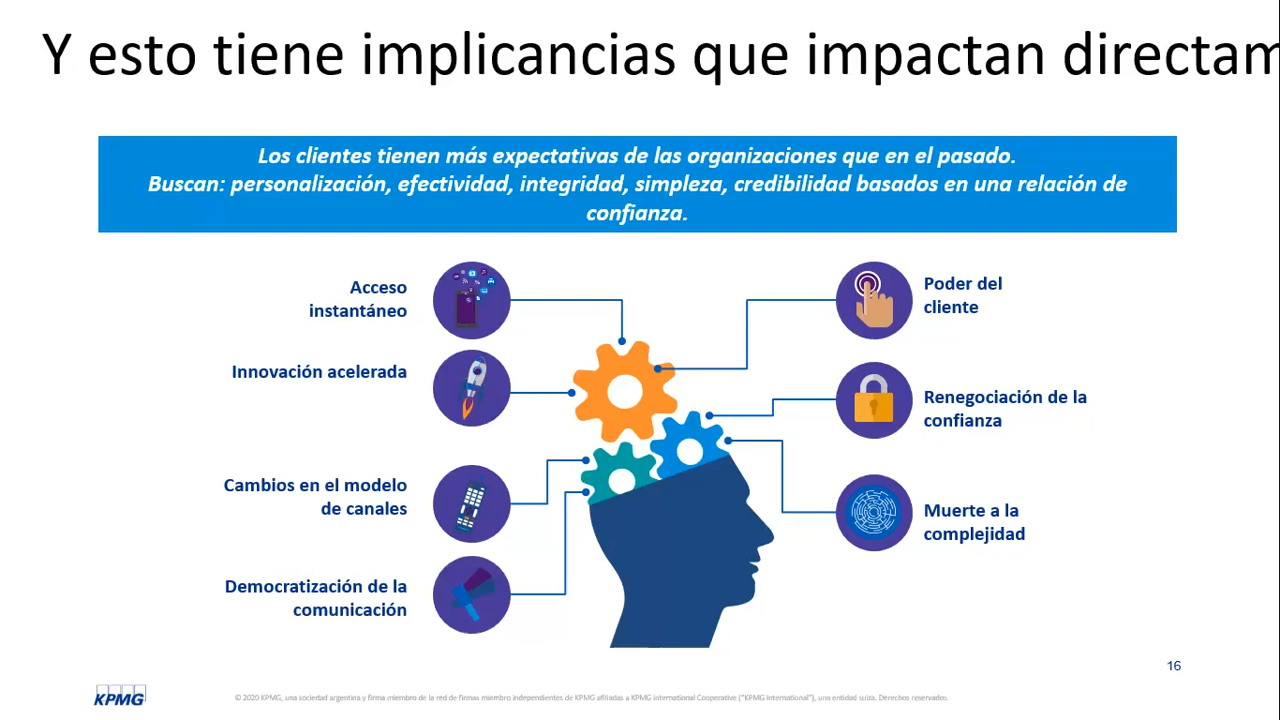 Y esto tiene implicancias que impactan directam
Los clientes tienen más expectativas de las organizaciones que en el pasado.
Buscan: personalización, efectividad, integridad, simpleza, credibilidad basados en una relación de
confianza.
Acceso
instantáneo
Innovación acelerada
Cambios en el modelo
de canales
Democratización de la
comunicación
Poder del
cliente
Renegociación de la
confianza
Muerte a la
complejidad
16
KPMG
© 2020 KPMG, una sociedad argentina y firma miembro de la red de firmas miembro independientes de KPMG afiliadas a KPMG International Cooperative ("KPMG International"), una entidad suiza. Derechos reservados.